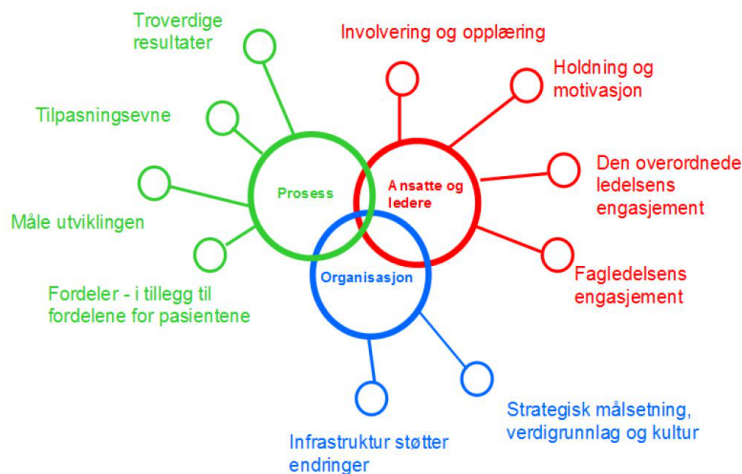 Troverdige
resultater
Tilpasningsevne
Måle utviklingen
Fordeler - i tillegg til
fordelene for pasientene
Prosess
Involvering og opplæring
Holdning og
motivasjon
Den overordnede
ledelsens
engasjement
Fagledelsens
engasjement
Ansatte og
ledere
Organisasjon
Infrastruktur støtter
endringer
Strategisk målsetning,
verdigrunnlag og kultur